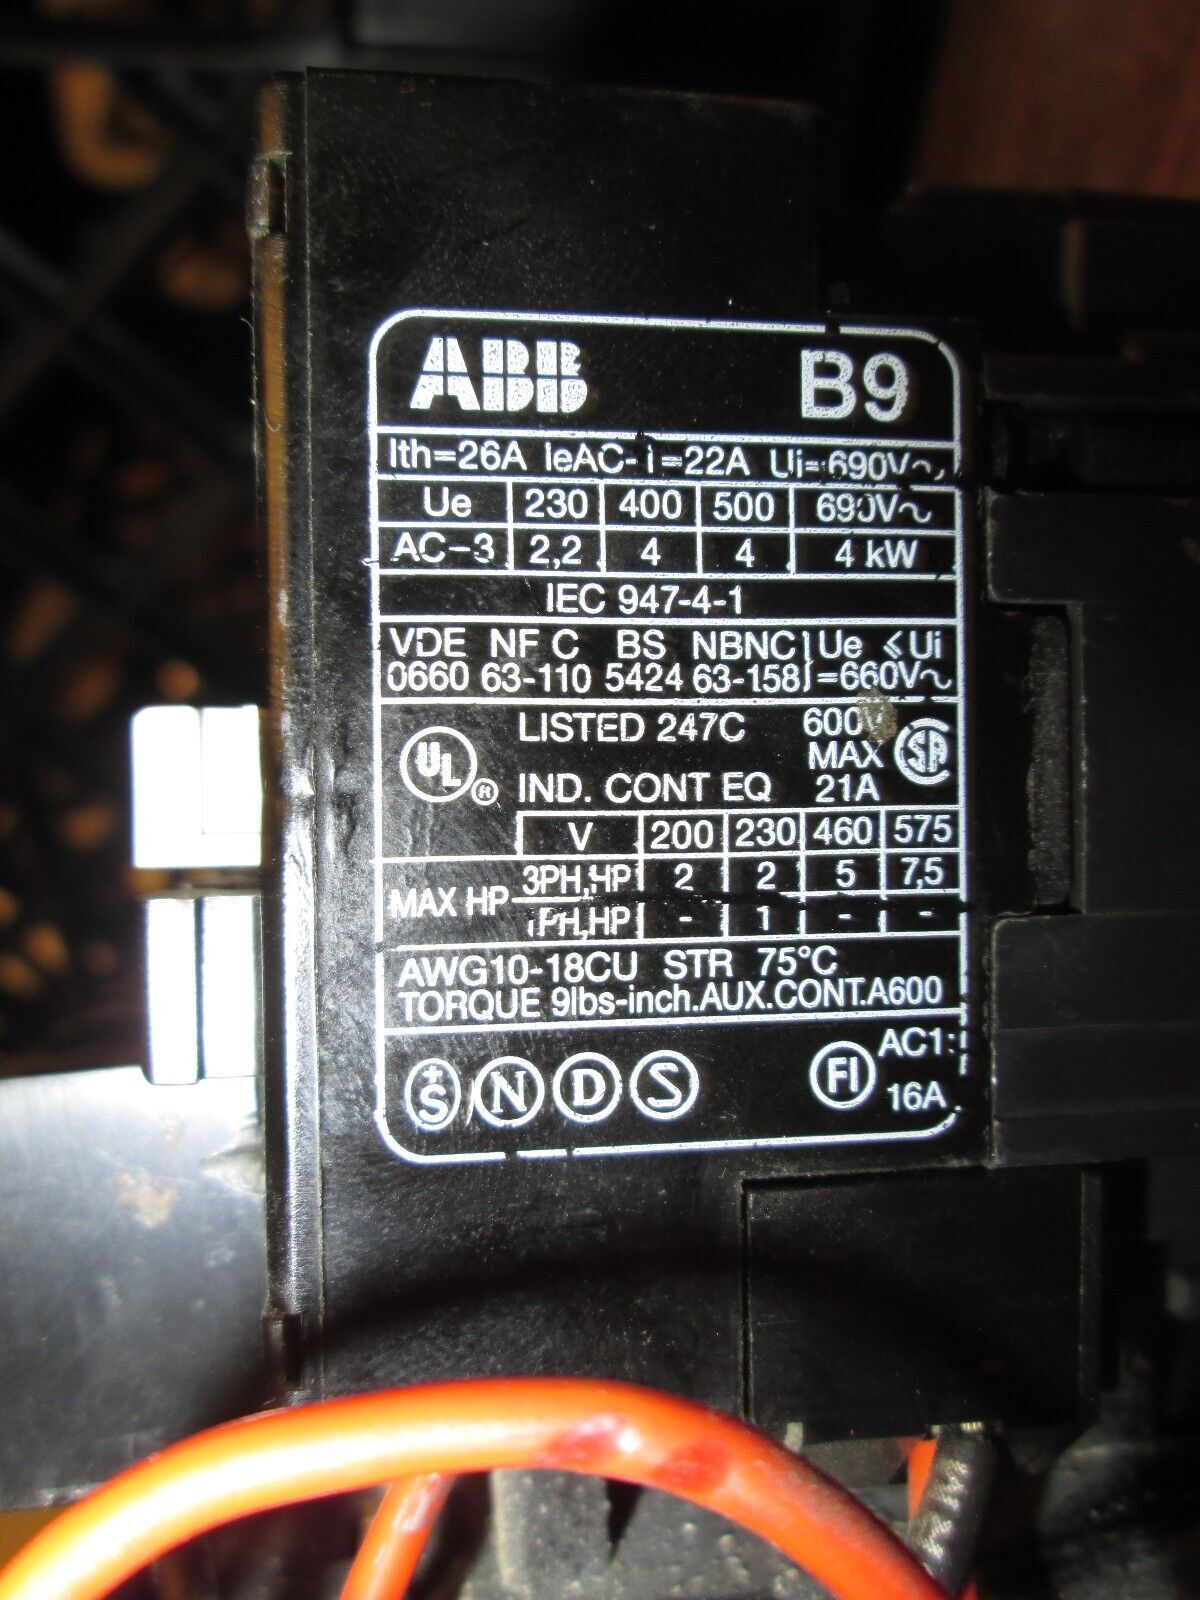 ABB B9
Ith=26A IeAC-1=22A Ui=690V~
Ue 230 400 500 690V~
AC-3 2,2 4 4 4 kW
IEC 947-4-1
VDE NF C BS NBNC Ue ≤Ui
0660 63-110 5424 63-158 =660V~
UL ® LISTED 247C 600V SA
MAX
IND. CONT EQ 21A
V 200 230 460 575
MAX HP 3PH,HP 2 2 5 7,5
1PH,HP - 1 - -
AWG10-18CU STR 75°C
TORQUE 9lbs-inch.AUX.CONT.A600
+S N D S FI AC1:
16A